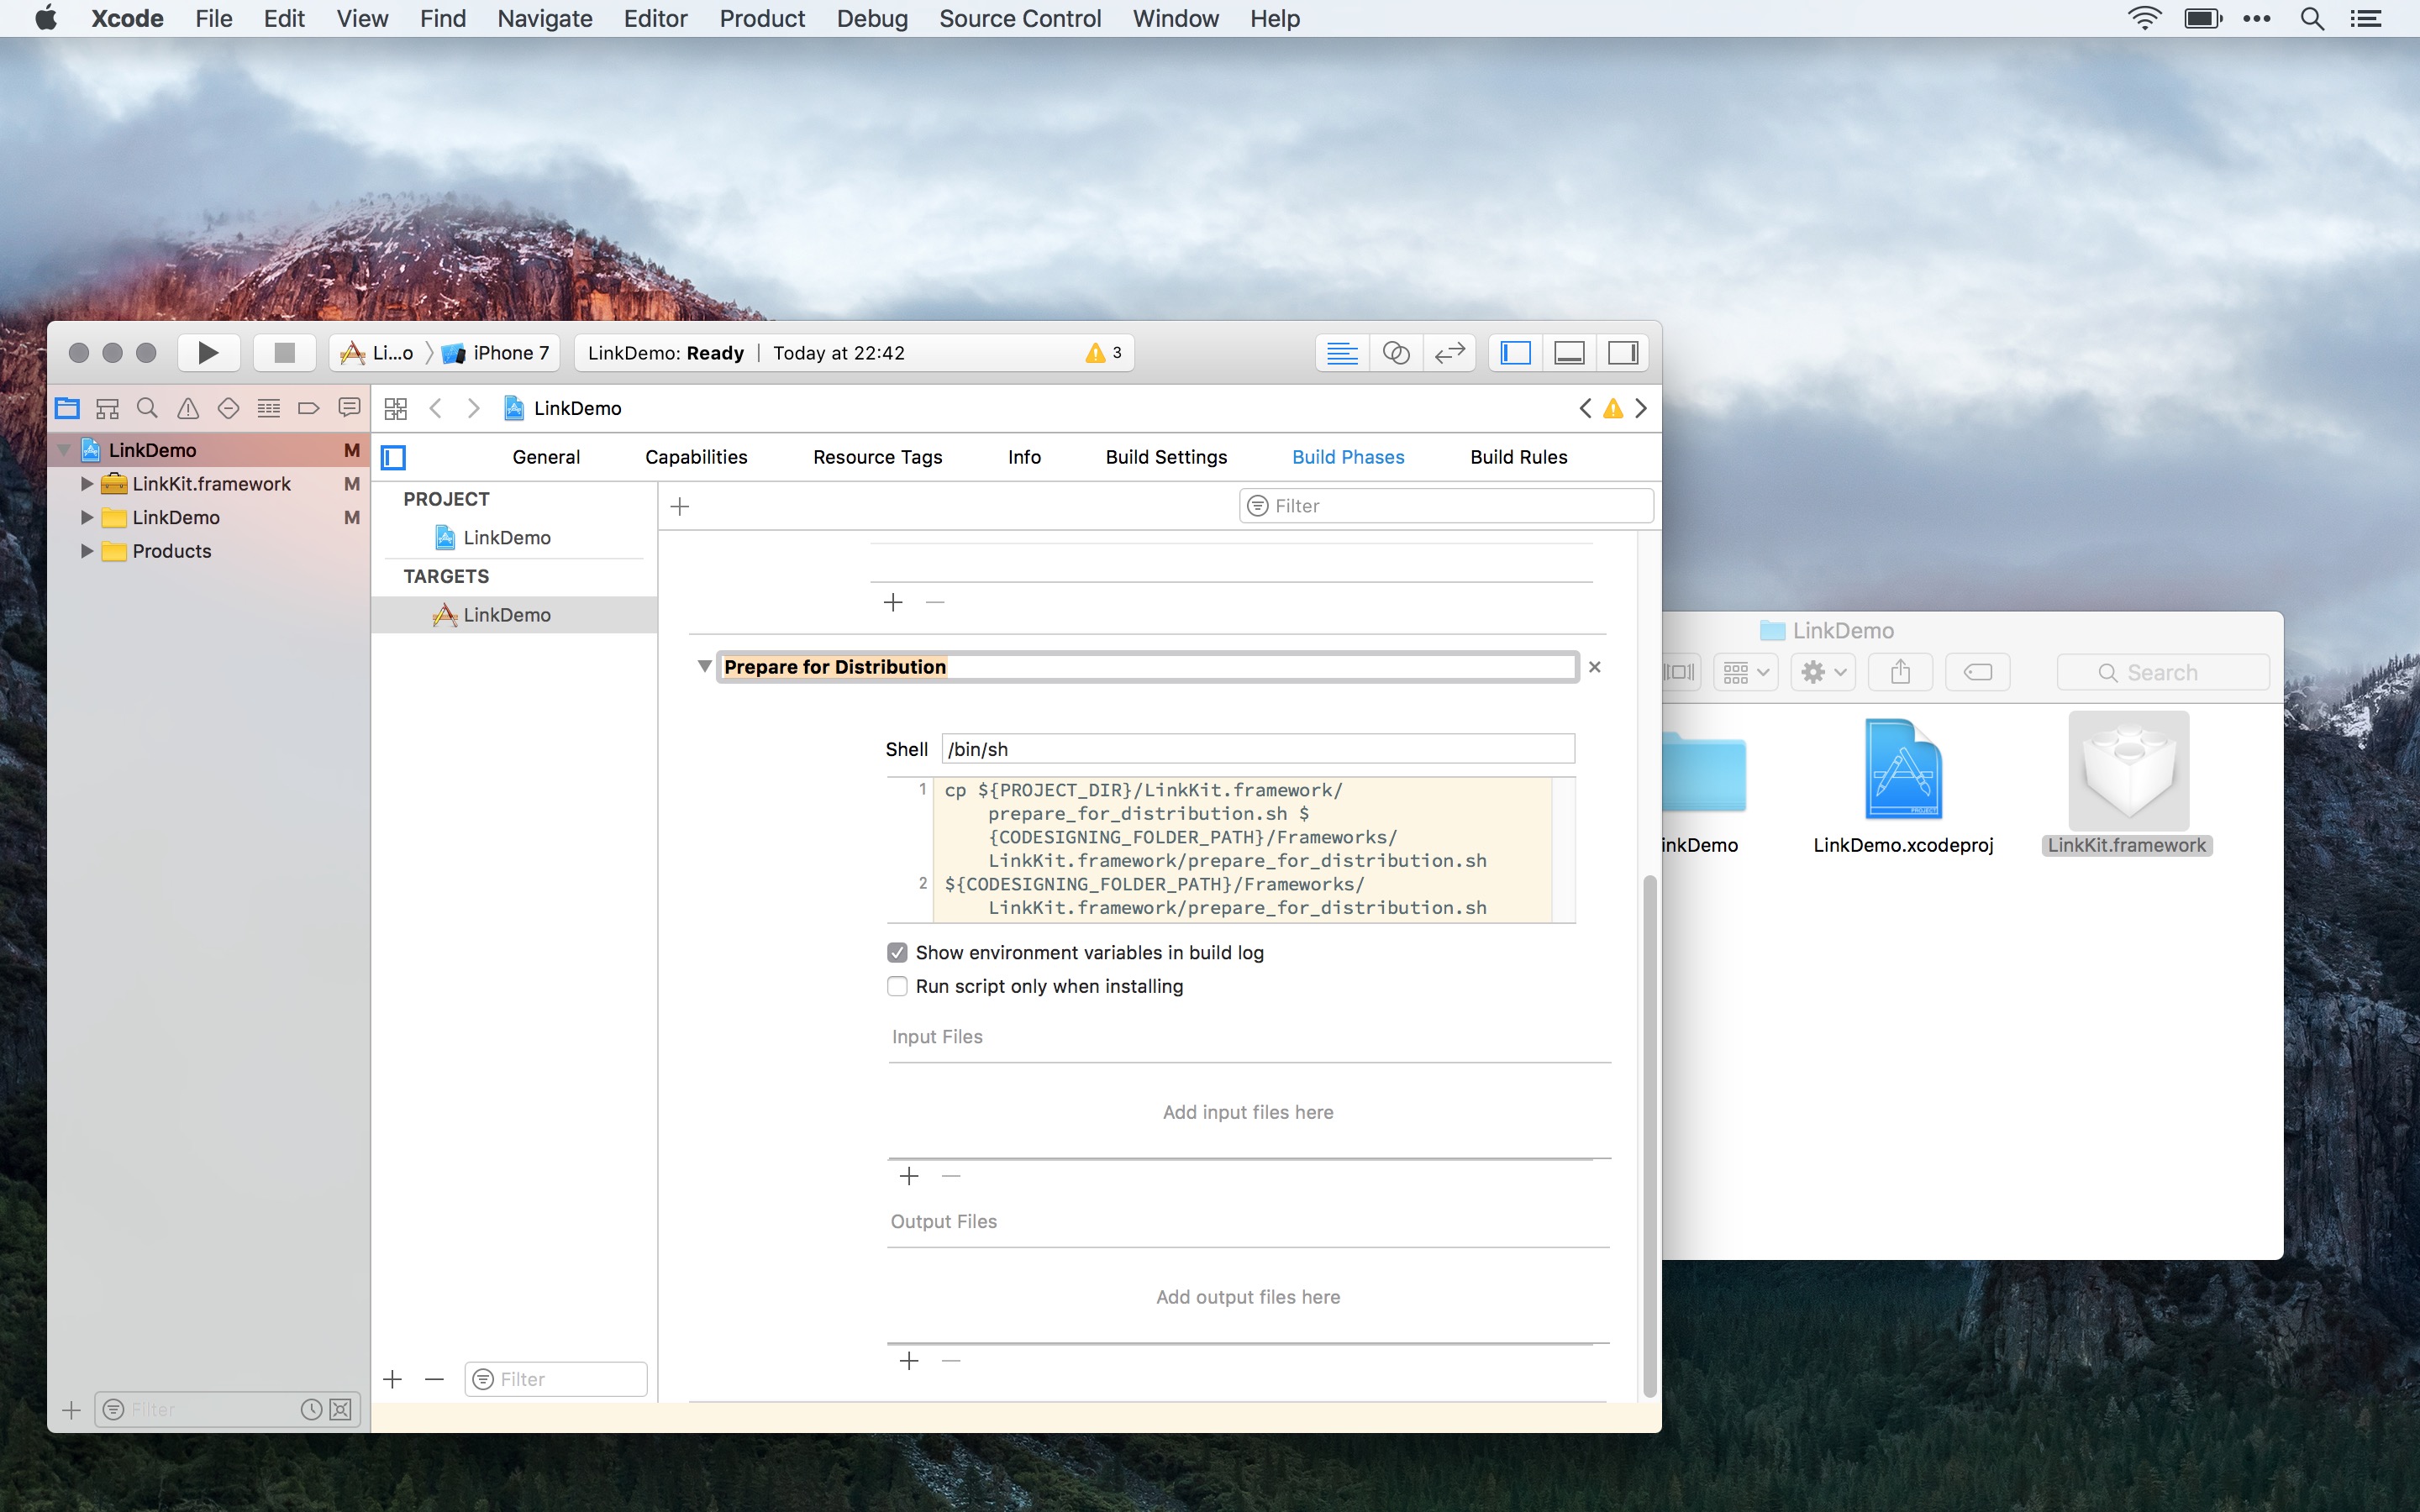 Xcode File Edit View Find Navigate Editor Product Debug Source Control Window Help
Li...o iPhone 7
LinkDemo: Ready | Today at 22:42
3
LinkDemo
LinkDemo M
LinkKit.framework M
LinkDemo M
Products
Filter
General Capabilities Resource Tags Info Build Settings Build Phases Build Rules
PROJECT
LinkDemo
TARGETS
LinkDemo
Filter
Filter
Prepare for Distribution
Shell /bin/sh
1 cp ${PROJECT_DIR}/LinkKit.framework/
prepare_for_distribution.sh $
{CODESIGNING_FOLDER_PATH}/Frameworks/
LinkKit.framework/prepare_for_distribution.sh
2 ${CODESIGNING_FOLDER_PATH}/Frameworks/
LinkKit.framework/prepare_for_distribution.sh
Show environment variables in build log
Run script only when installing
Input Files
Add input files here
Output Files
Add output files here
LinkDemo
Search
inkDemo
LinkDemo.xcodeproj
PROJECT
LinkKit.framework